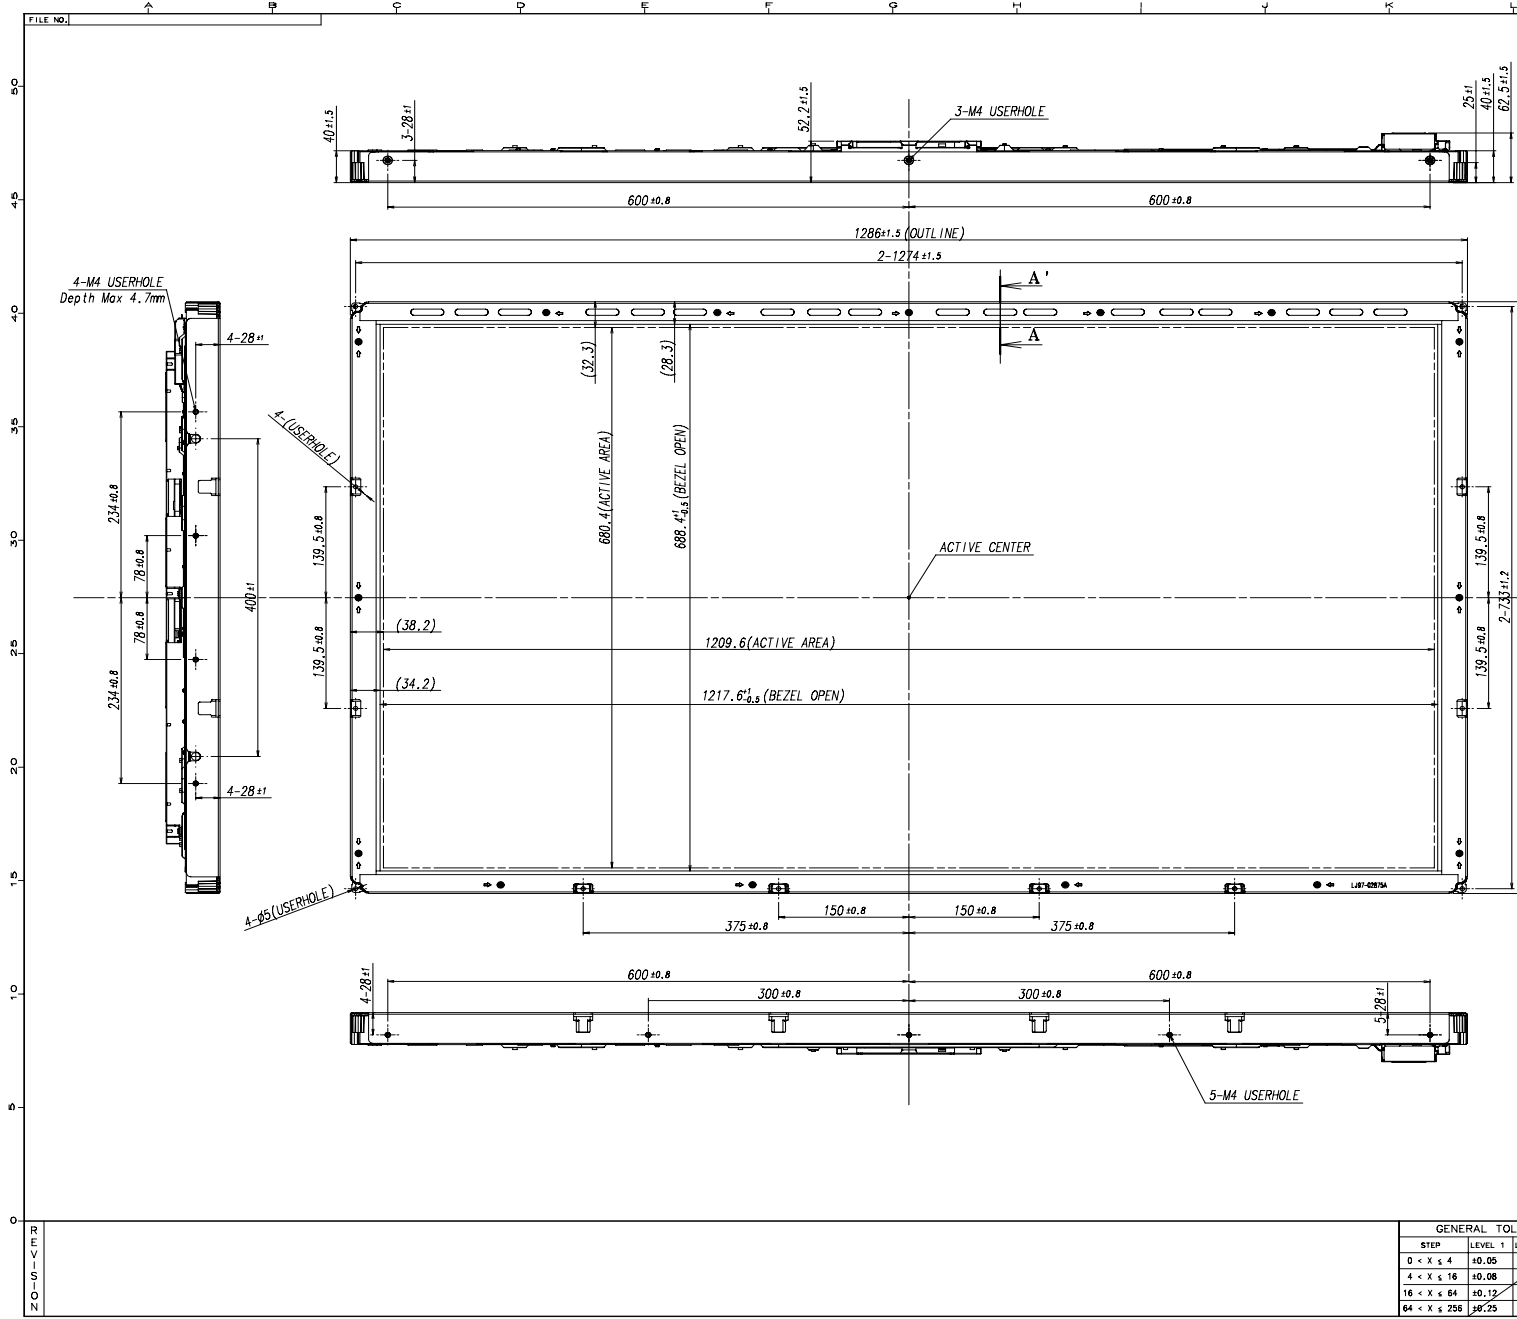 A B C D E F G H I J K L
FILE NO.
50
45
40
35
30
25
20
15
10
5
0
40±1.5
3-28±1
52.2±1.5
3-M4 USERHOLE
25±1
40±1.5
62.5±1.5
600±0.8
600±0.8
1286±1.5(OUTLINE)
2-1274±1.5
4-M4 USERHOLE
Depth Max 4.7mm
A'
A
4-28±1
(32.3)
(28.3)
4-(USERHOLE)
680.4(ACTIVE AREA)
688.4+1-0.5(BEZEL OPEN)
234±0.8
78±0.8
400±1
139.5±0.8
ACTIVE CENTER
139.5±0.8
2-733±1.2
78±0.8
234±0.8
139.5±0.8
(38.2)
1209.6(ACTIVE AREA)
139.5±0.8
(34.2)
1217.6+1-0.5(BEZEL OPEN)
4-28±1
4-ø5(USERHOLE)
LJ97-02875A
150±0.8
150±0.8
375±0.8
375±0.8
4-28±1
600±0.8
600±0.8
300±0.8
300±0.8
5-28±1
5-M4 USERHOLE
REVISION
GENERAL TOL
STEP LEVEL 1
0 < X ≤ 4 ±0.05
4 < X ≤ 16 ±0.08
16 < X ≤ 64 ±0.12
64 < X ≤ 256 ±0.25